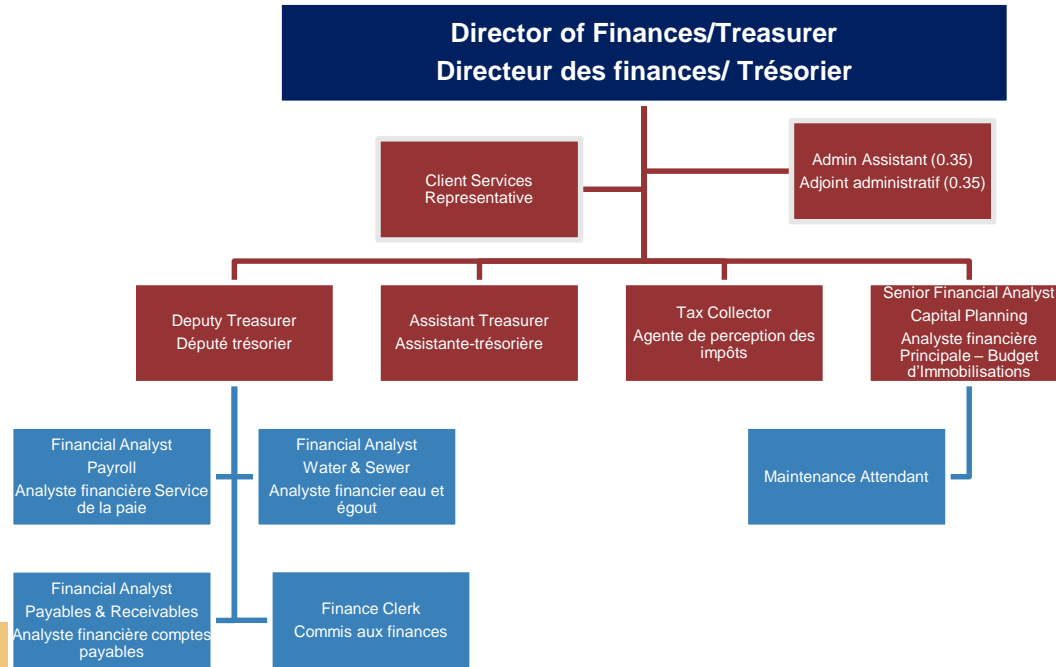 Director of Finances/Treasurer
Directeur des finances/ Trésorier
Client Services
Representative
Admin Assistant (0.35)
Adjoint administratif (0.35)
Deputy Treasurer
Député trésorier
Assistant Treasurer
Assistante-trésorière
Tax Collector
Agente de perception des
impôts
Senior Financial Analyst
Capital Planning
Analyste financière
Principale – Budget
d'Immobilisations
Financial Analyst
Payroll
Analyste financière Service
de la paie
Financial Analyst
Water & Sewer
Analyste financier eau et
égout
Maintenance Attendant
Financial Analyst
Payables & Receivables
Analyste financière comptes
payables
Finance Clerk
Commis aux finances